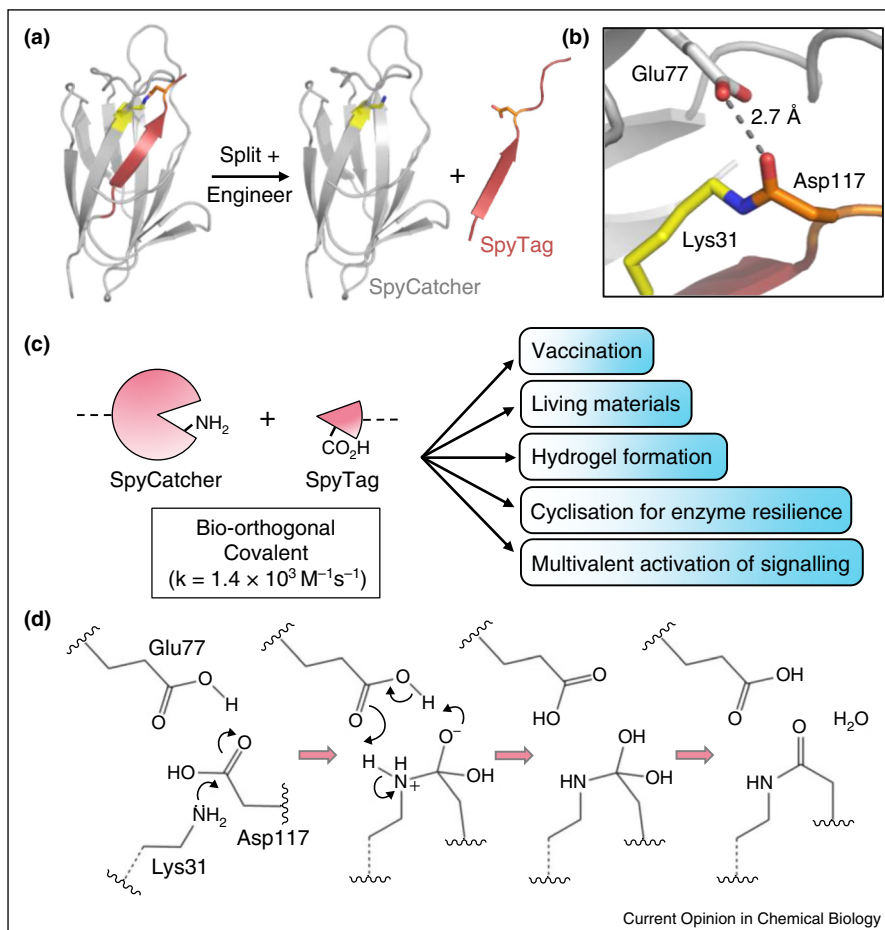 (a)
Split +
Engineer
+
SpyTag
SpyCatcher
(b)
Glu77
2.7 Å
Asp117
Lys31
(c)
NH2
+
CO2H
SpyCatcher
SpyTag
Bio-orthogonal
Covalent
(k = 1.4 × 10³ M⁻¹s⁻¹)
Vaccination
Living materials
Hydrogel formation
Cyclisation for enzyme resilience
Multivalent activation of signalling
(d)
Glu77
O
H
O
O
HO
NH2
Asp117
Lys31
O
H
O
O⁻
H
H
N
+
OH
O
HO
OH
HN
OH
OH
O
H2O
O
HN
Current Opinion in Chemical Biology